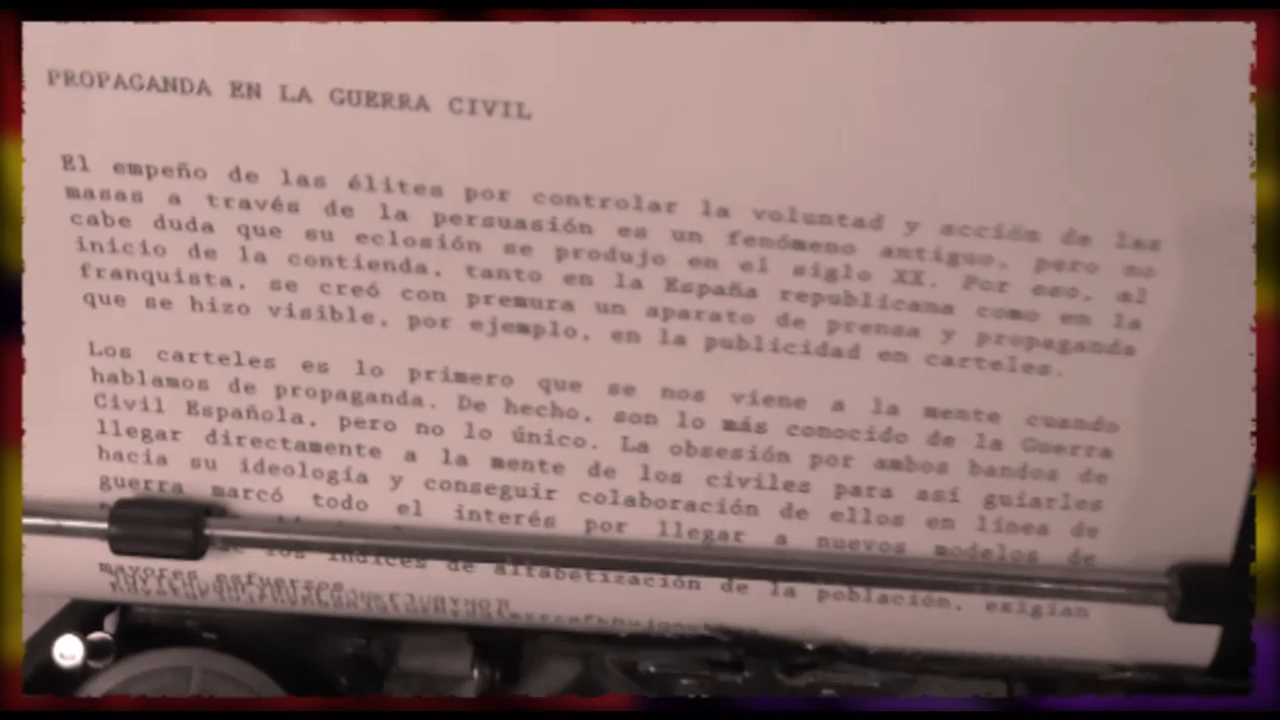 PROPAGANDA EN LA GUERRA CIVIL
El empeño de las élites por controlar la voluntad y acción de las
masas a través de la persuasión es un fenómeno antiguo, pero no
cabe duda que su eclosión se produjo en el siglo XX. Por eso, al
inicio de la contienda, tanto en la España republicana como en la
franquista, se creó con premura un aparato de prensa y propaganda
que se hizo visible, por ejemplo, en la publicidad en carteles.
Los carteles es lo primero que se nos viene a la mente cuando
hablamos de propaganda. De hecho, son lo más conocido de la Guerra
Civil Española, pero no lo único. La obsesión por ambos bandos de
llegar directamente a la mente de los civiles para así guiarles
hacia su ideología y conseguir colaboración de ellos en línea de
guerra marcó todo el interés por llegar a nuevos modelos de
los índices de alfabetización de la población, exigían
mayores esfuerzos.